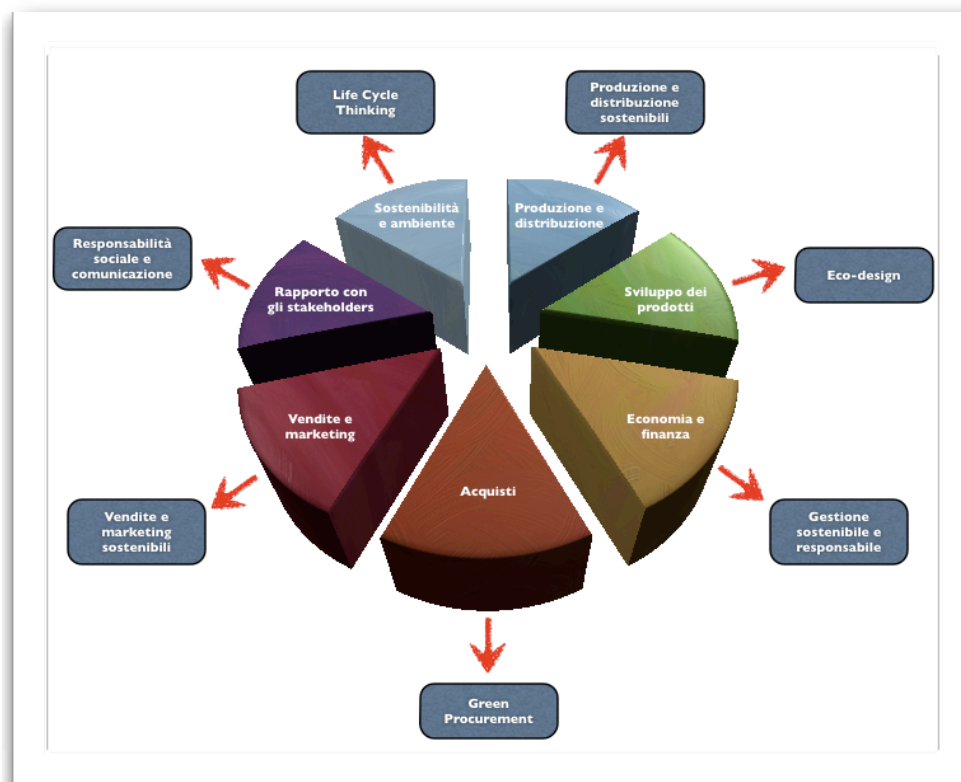 Life Cycle
Thinking
Produzione e
distribuzione
sostenibili
Sostenibilità
e ambiente
Produzione e
distribuzione
Responsabilità
sociale e
comunicazione
Rapporto con
gli stakeholders
Sviluppo dei
prodotti
Eco-design
Vendite e
marketing
Economia e
finanza
Acquisti
Vendite e
marketing
sostenibili
Gestione
sostenibile e
responsabile
Green
Procurement